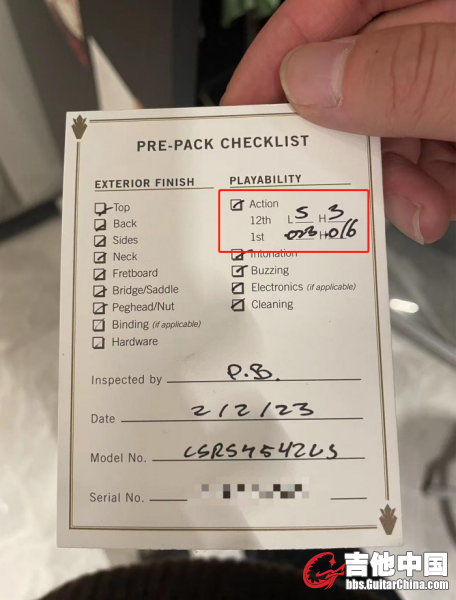 PRE-PACK CHECKLIST
EXTERIOR FINISH
Top
Back
Sides
Neck
Fretboard
Bridge/Saddle
Peghead/Nut
Binding (if applicable)
Hardware
PLAYABILITY
Action
12th L 5 H 3
1st H 016
Intonation
Buzzing
Electronics (if applicable)
Cleaning
Inspected by P.B.
Date 2/2/23
Model No.
Serial No.
吉他中国
bbs.GuitarChina.com